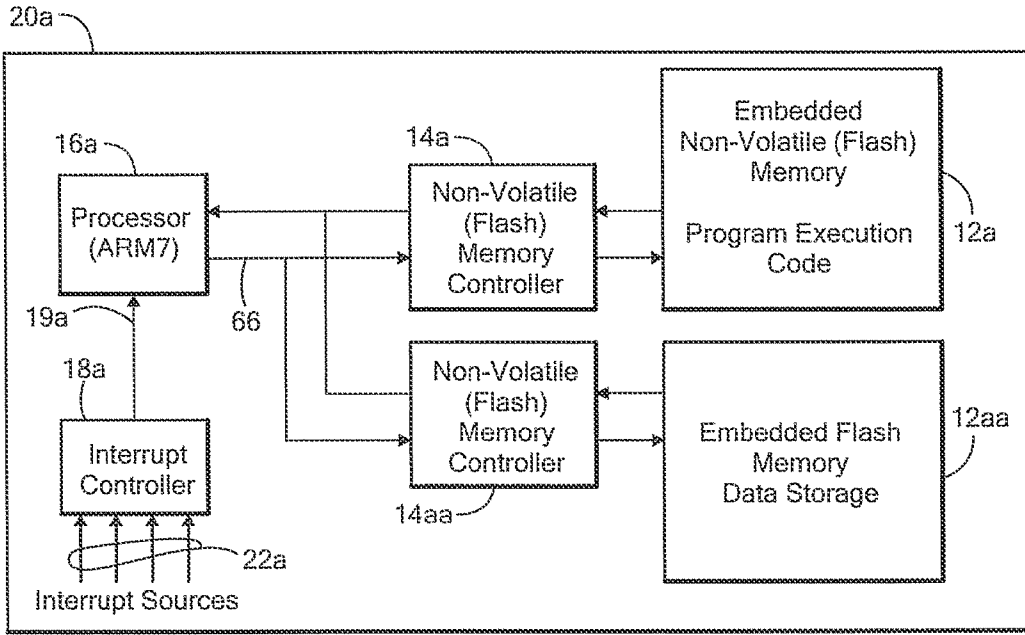 20a
16a
Processor
(ARM7)
19a
66
18a
Interrupt
Controller
22a
Interrupt Sources
14a
Non-Volatile
(Flash)
Memory
Controller
Non-Volatile
(Flash)
Memory
Controller
14aa
Embedded
Non-Volatile (Flash)
Memory
Program Execution
Code
12a
Embedded Flash
Memory
Data Storage
12aa